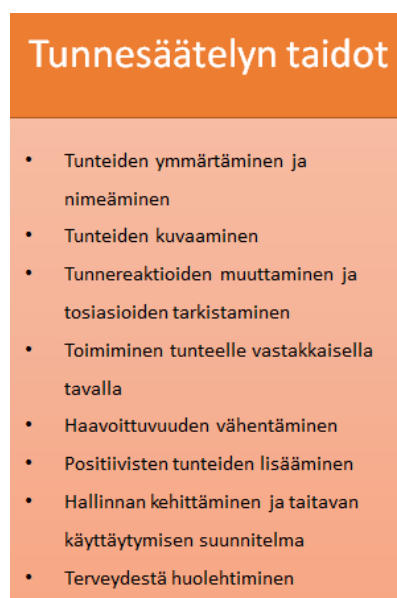 Tunnesäätelyn taidot
• Tunteiden ymmärtäminen ja
nimeäminen
• Tunteiden kuvaaminen
• Tunnereaktioiden muuttaminen ja
tosiasioiden tarkistaminen
• Toimiminen tunteelle vastakkaisella
tavalla
• Haavoittuvuuden vähentäminen
• Positiivisten tunteiden lisääminen
• Hallinnan kehittäminen ja taitavan
käyttäytymisen suunnitelma
• Terveydestä huolehtiminen